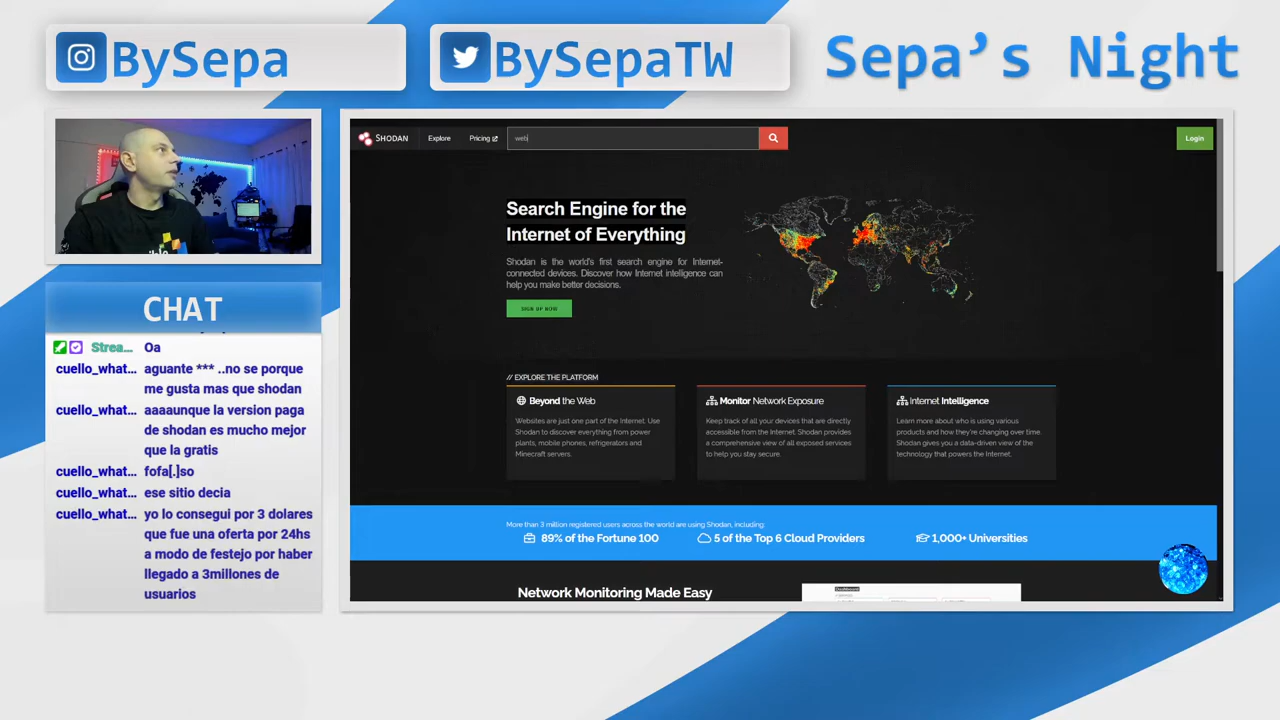 BySepa
BySepaTW
Sepa's Night
SHODAN
Explore
Pricing
web
Login
Search Engine for the
Internet of Everything
Shodan is the world's first search engine for Internet-
connected devices. Discover how Internet intelligence can
help you make better decisions.
SIGN UP NOW
// EXPLORE THE PLATFORM
Beyond the Web
Websites are just one part of the Internet. Use
Shodan to discover everything from power
plants, mobile phones, refrigerators and
Minecraft servers.
Monitor Network Exposure
Keep track of all your devices that are directly
accessible from the Internet. Shodan provides
a comprehensive view of all exposed services
to help you stay secure.
Internet Intelligence
Learn more about who is using various
products and how they're changing over time.
Shodan gives you a data-driven view of the
technology that powers the Internet.
More than 3 million registered users across the world are using Shodan, including:
89% of the Fortune 100
5 of the Top 6 Cloud Providers
1,000+ Universities
Network Monitoring Made Easy
CHAT
Strea... Oa
cuello_what... aguante *** ..no se porque
me gusta mas que shodan
cuello_what... aaaaunque la version paga
de shodan es mucho mejor
que la gratis
cuello_what... fofa[.]so
cuello_what... ese sitio decia
cuello_what... yo lo consegui por 3 dolares
que fue una oferta por 24hs
a modo de festejo por haber
llegado a 3millones de
usuarios